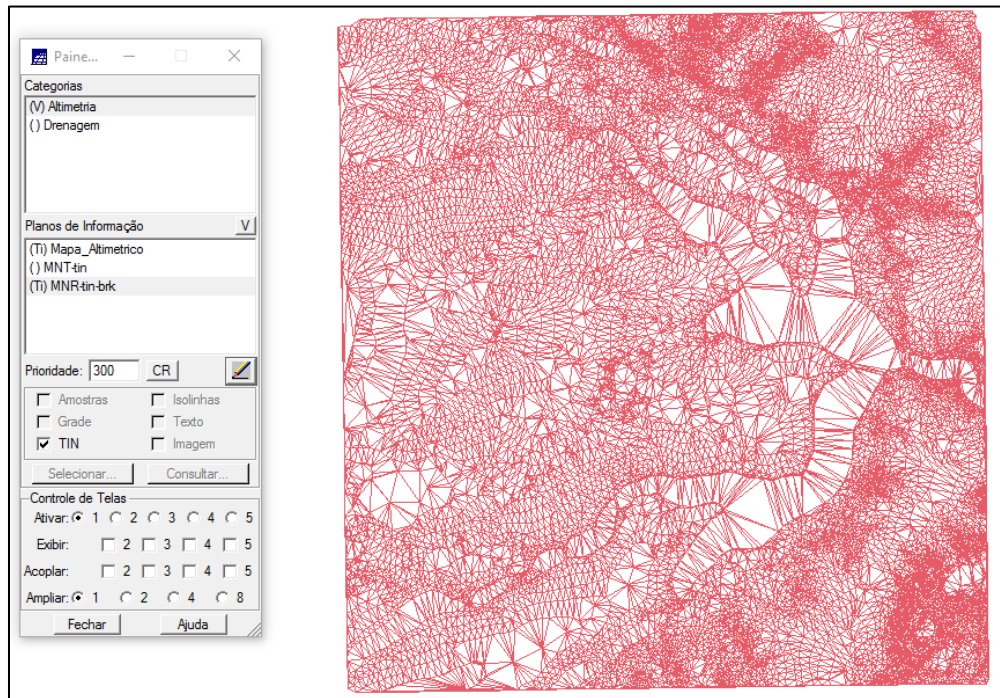 Paine...
Categorias
(V) Altimetria
( ) Drenagem
Planos de Informação V
(Ti) Mapa_Altimetrico
( ) MNT-tin
(Ti) MNR-tin-brk
Prioridade: 300 CR
Amostras Isolinhas
Grade Texto
TIN Imagem
Selecionar... Consultar...
Controle de Telas
Ativar: 1 2 3 4 5
Exibir: 2 3 4 5
Acoplar: 2 3 4 5
Ampliar: 1 2 4 8
Fechar Ajuda